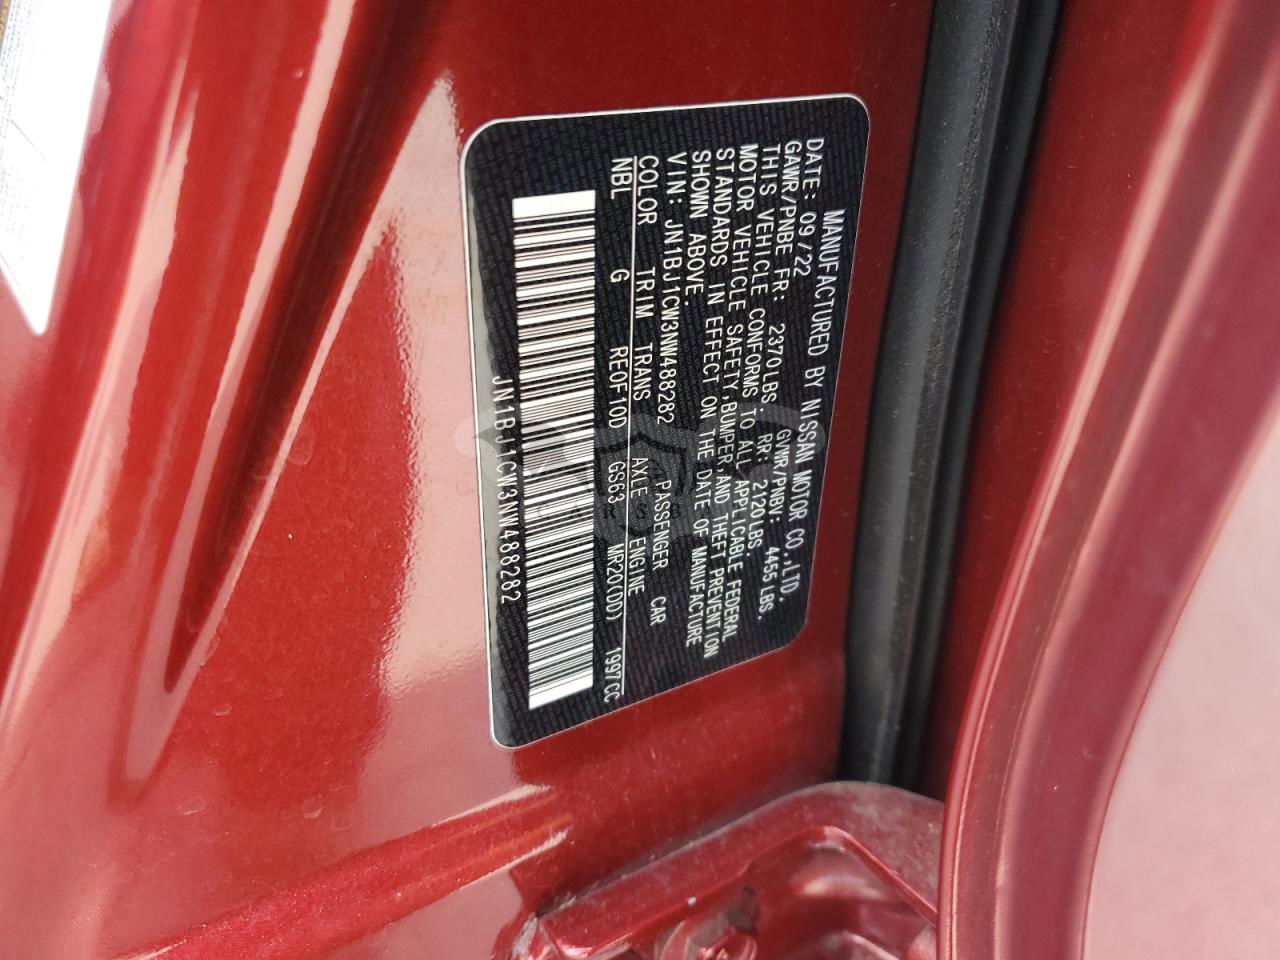 MANUFACTURED BY NISSAN MOTOR CO.,LTD.
DATE: 09/22 GVWR/PNBV: 4455 LBS.
GAWR/PNBE FR: 2370LBS. RR: 2120LBS.
THIS VEHICLE CONFORMS TO ALL APPLICABLE FEDERAL
MOTOR VEHICLE SAFETY,BUMPER,AND THEFT PREVENTION
STANDARDS IN EFFECT ON THE DATE OF MANUFACTURE
SHOWN ABOVE.
VIN: JN1BJ1CW3NW488282 PASSENGER CAR
COLOR TRIM TRANS AXLE ENGINE
NBL G RE0F10D GS63 MR20(DD) 1997CC
JN1BJ1CW3NW488282